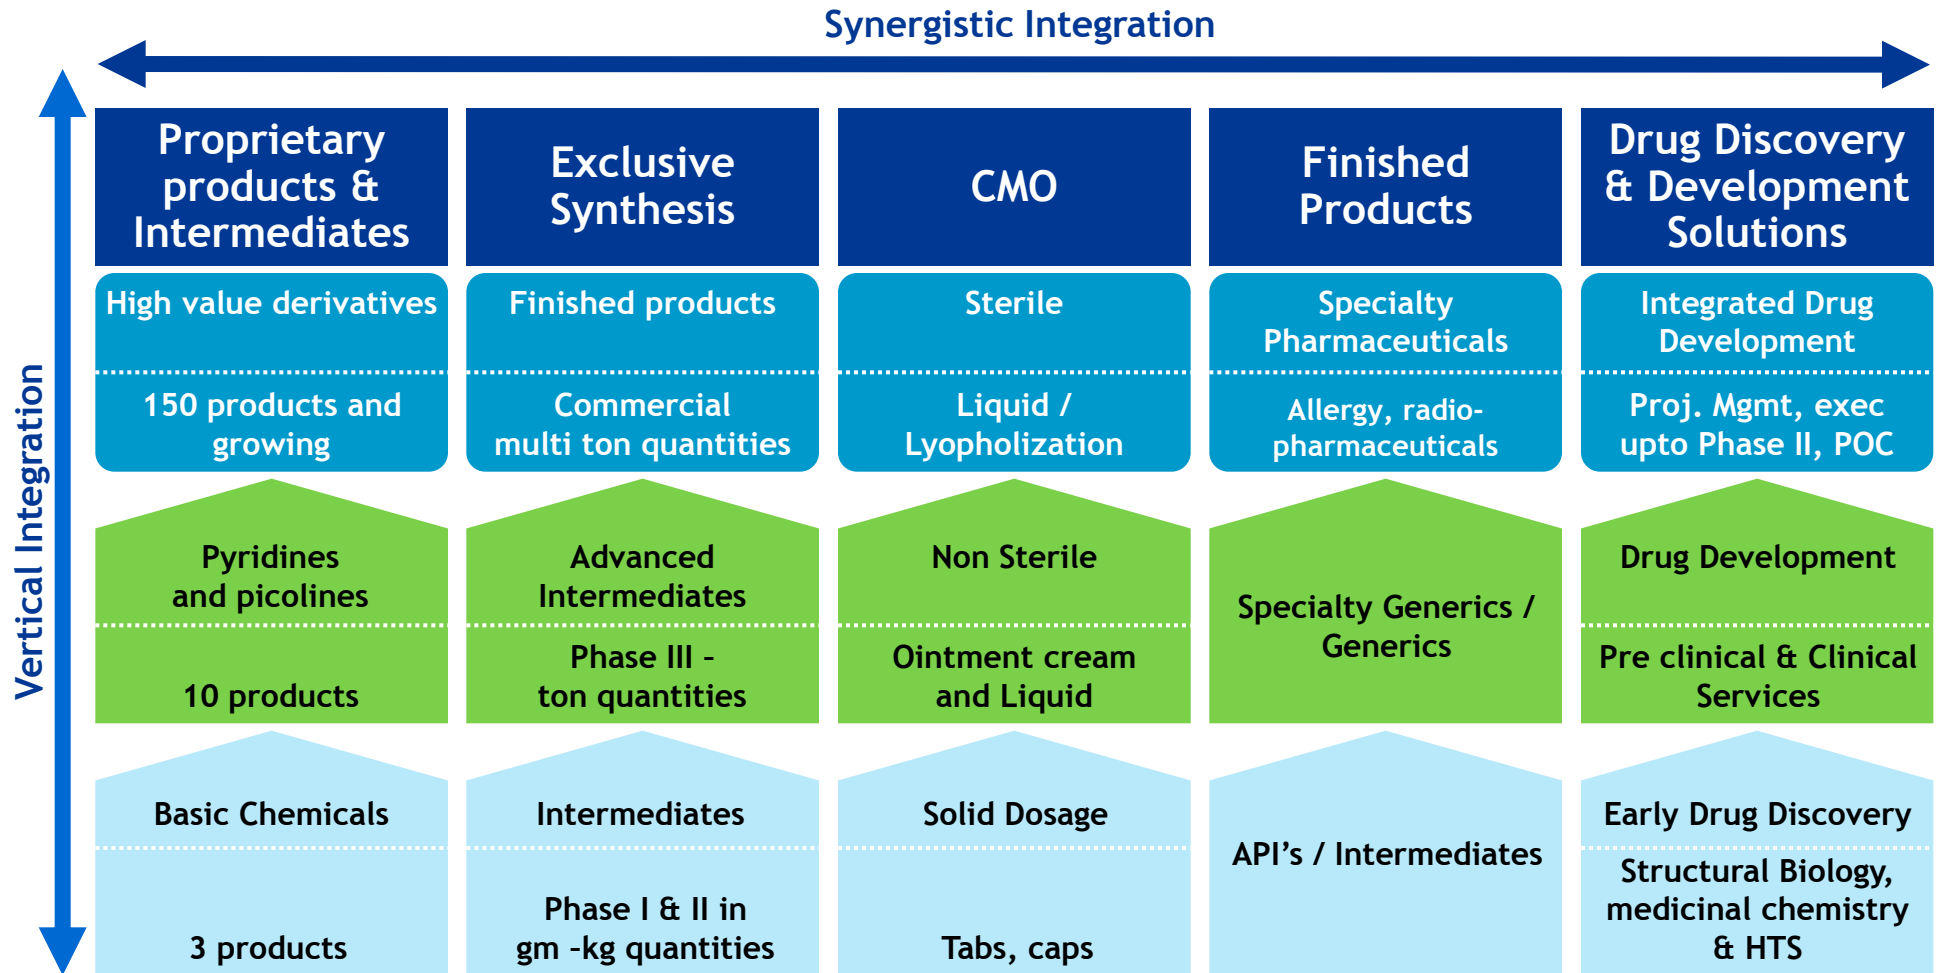 Synergistic Integration
Vertical Integration
Proprietary
products &
Intermediates
Exclusive
Synthesis
CMO
Finished
Products
Drug Discovery
& Development
Solutions
High value derivatives
150 products and
growing
Finished products
Commercial
multi ton quantities
Sterile
Liquid /
Lyopholization
Specialty
Pharmaceuticals
Allergy, radio-
pharmaceuticals
Integrated Drug
Development
Proj. Mgmt, exec
upto Phase II, POC
Pyridines
and picolines
10 products
Advanced
Intermediates
Phase III –
ton quantities
Non Sterile
Ointment cream
and Liquid
Specialty Generics /
Generics
Drug Development
Pre clinical & Clinical
Services
Basic Chemicals
3 products
Intermediates
Phase I & II in
gm –kg quantities
Solid Dosage
Tabs, caps
API’s / Intermediates
Early Drug Discovery
Structural Biology,
medicinal chemistry
& HTS